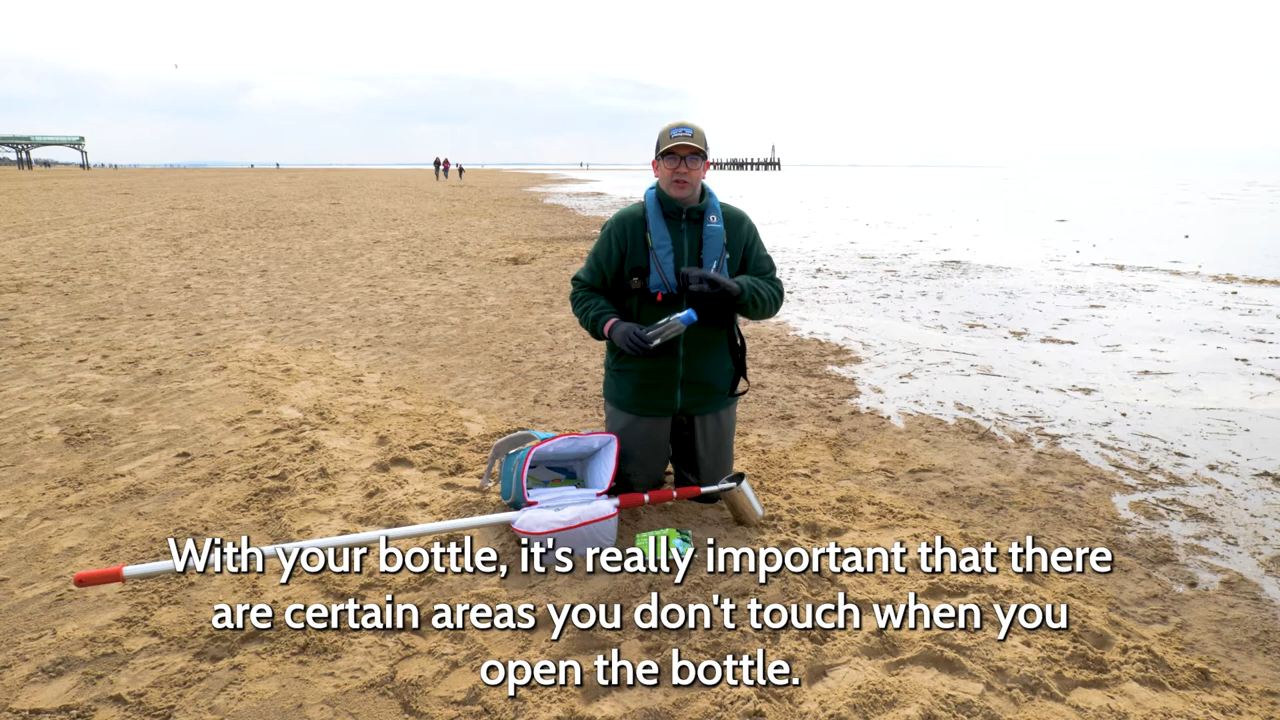 With your bottle, it's really important that there
are certain areas you don't touch when you
open the bottle.